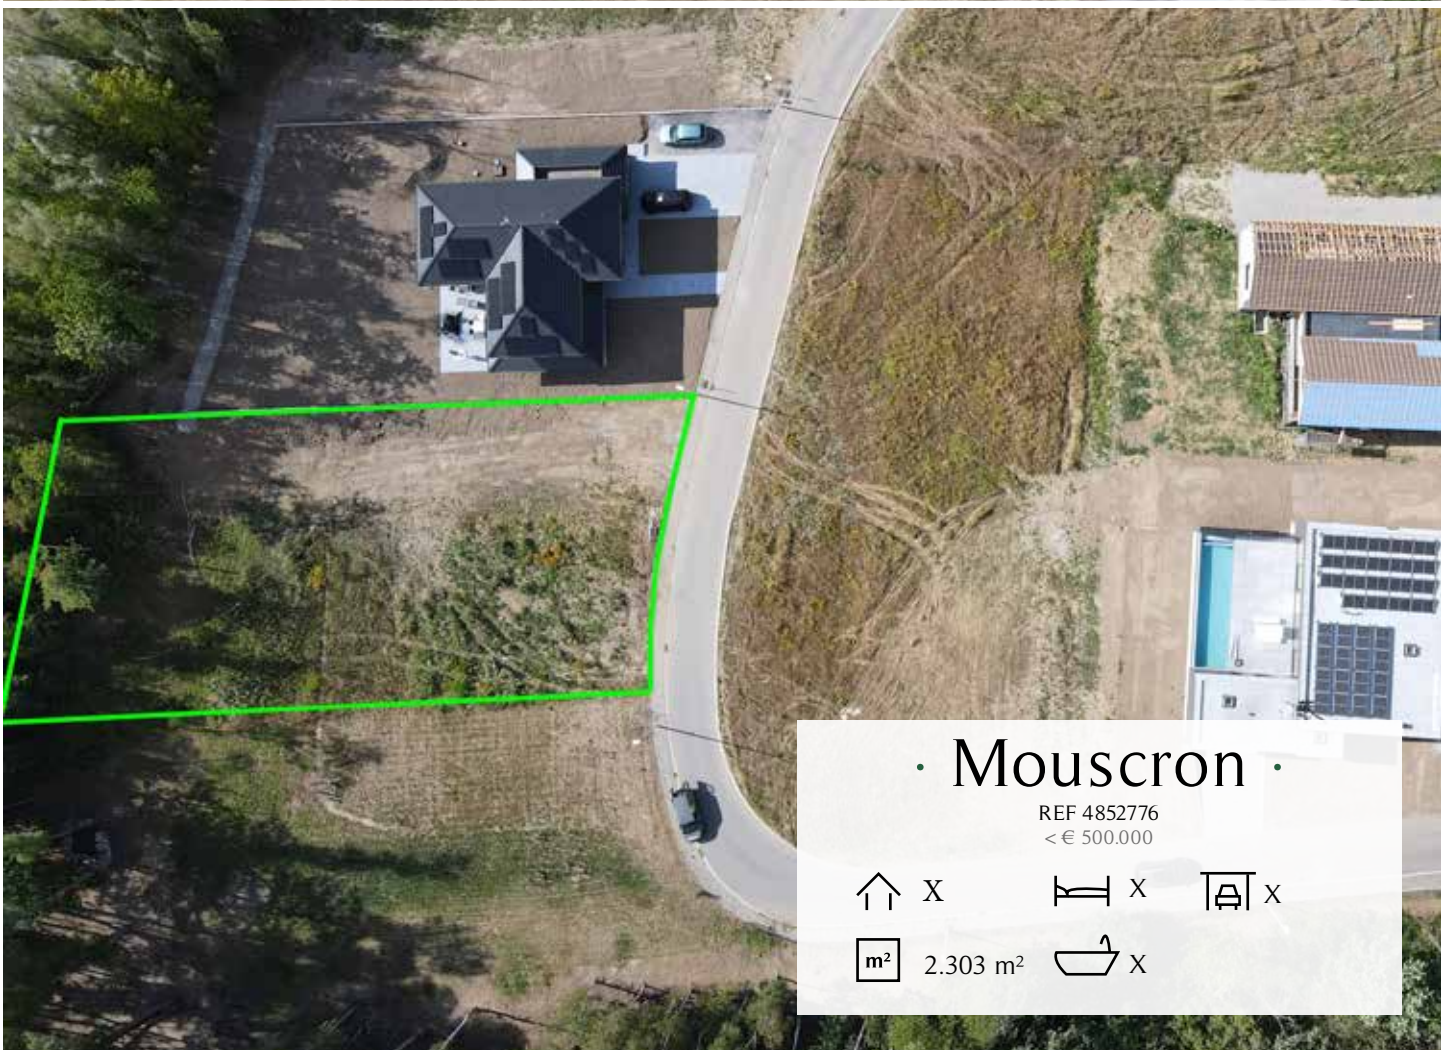 · Mouscron ·
REF 4852776
< € 500.000
X X X
m² 2.303 m² X